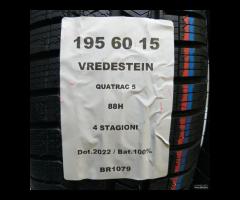 195 60 15
VREDESTEIN
QUATRAC 5
88H
4 STAGIONI
Dot.2022 / Bat.100%
BR1079